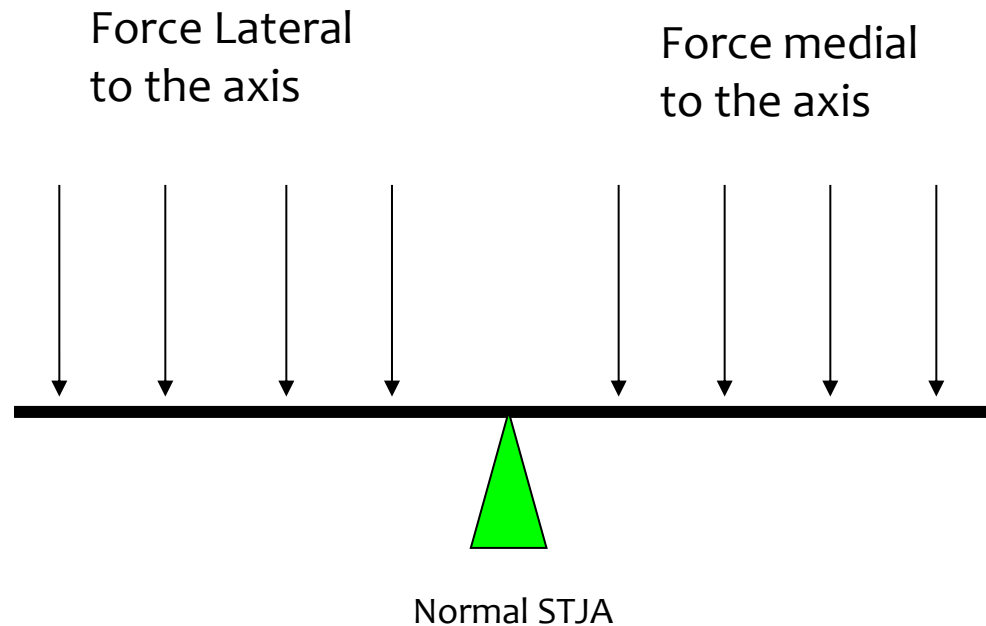 Force Lateral
to the axis
Force medial
to the axis
Normal STJA